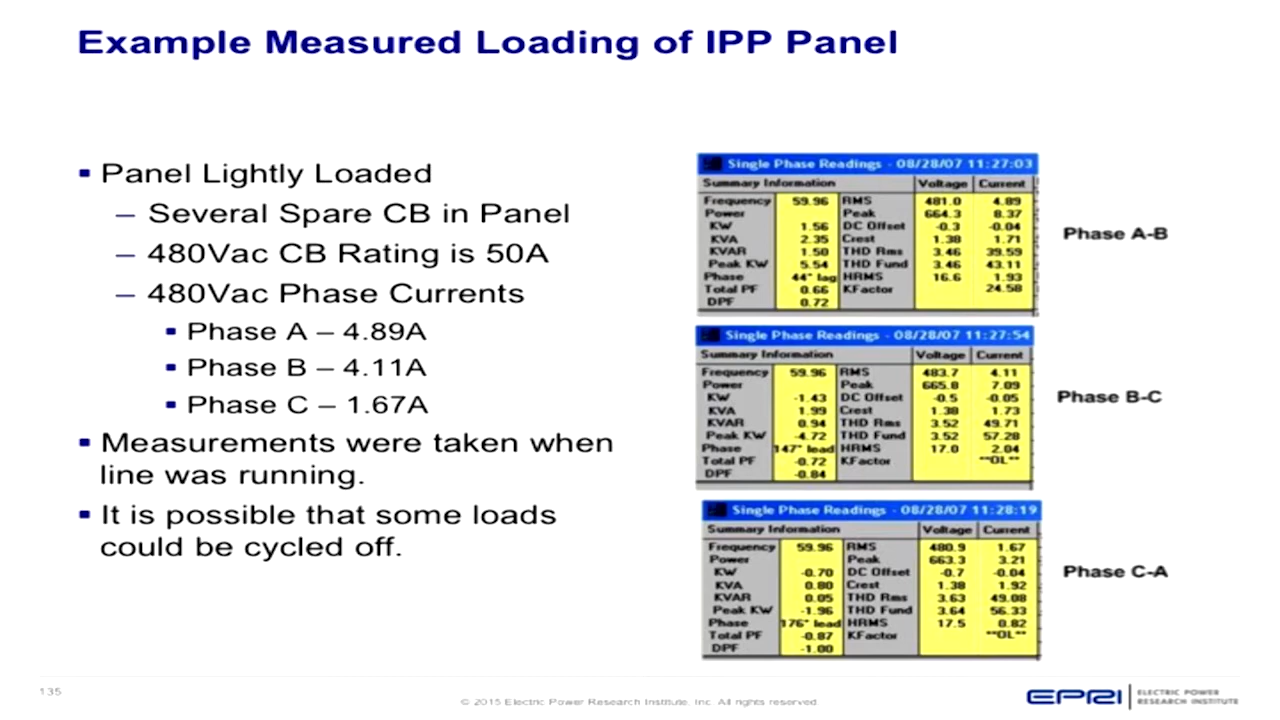 Example Measured Loading of IPP Panel
▪ Panel Lightly Loaded
– Several Spare CB in Panel
– 480Vac CB Rating is 50A
– 480Vac Phase Currents
▪ Phase A – 4.89A
▪ Phase B – 4.11A
▪ Phase C – 1.67A
▪ Measurements were taken when
line was running.
▪ It is possible that some loads
could be cycled off.
Single Phase Readings - 08/28/07 11:27:03
Summary Information Voltage Current
Frequency 59.96 RMS 481.0 4.89
Power Peak 664.3 8.37
KW 1.56 DC Offset -0.3 -0.04
KVA 2.35 Crest 1.38 1.71
KVAR 1.50 THD Rms 3.46 39.59
Peak KW 5.54 THD Fund 3.46 43.11
Phase 44° lag HRMS 16.6 1.93
Total PF 0.66 KFactor 24.58
DPF 0.72
Phase A-B
Single Phase Readings - 08/28/07 11:27:54
Summary Information Voltage Current
Frequency 59.96 RMS 483.7 4.11
Power Peak 665.8 7.09
KW -1.43 DC Offset -0.5 -0.05
KVA 1.99 Crest 1.38 1.73
KVAR 0.94 THD Rms 3.52 49.71
Peak KW -4.72 THD Fund 3.52 57.28
Phase 147° lead HRMS 17.0 2.04
Total PF -0.72 KFactor **OL**
DPF -0.84
Phase B-C
Single Phase Readings - 08/28/07 11:28:19
Summary Information Voltage Current
Frequency 59.96 RMS 480.9 1.67
Power Peak 663.3 3.21
KW -0.70 DC Offset -0.7 -0.04
KVA 0.80 Crest 1.38 1.92
KVAR 0.05 THD Rms 3.63 49.08
Peak KW -1.96 THD Fund 3.64 56.33
Phase 176° lead HRMS 17.5 0.82
Total PF -0.87 KFactor **OL**
DPF -1.00
Phase C-A
135
© 2015 Electric Power Research Institute, Inc. All rights reserved.
EPRI
ELECTRIC POWER
RESEARCH INSTITUTE